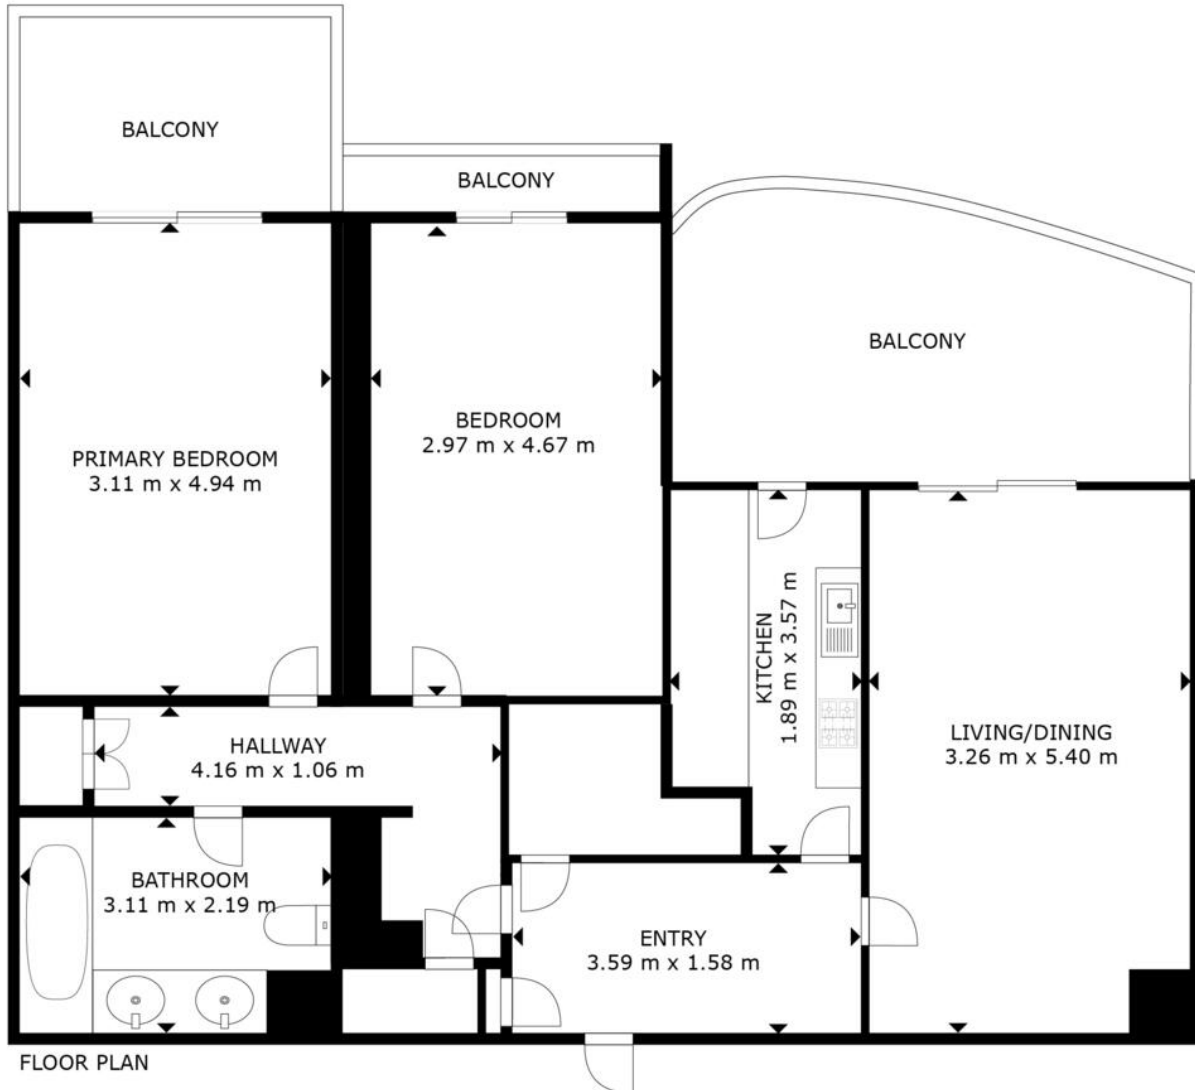 BALCONY
BALCONY
BALCONY
PRIMARY BEDROOM
3.11 m x 4.94 m
BEDROOM
2.97 m x 4.67 m
KITCHEN
1.89 m x 3.57 m
LIVING/DINING
3.26 m x 5.40 m
HALLWAY
4.16 m x 1.06 m
BATHROOM
3.11 m x 2.19 m
ENTRY
3.59 m x 1.58 m
FLOOR PLAN